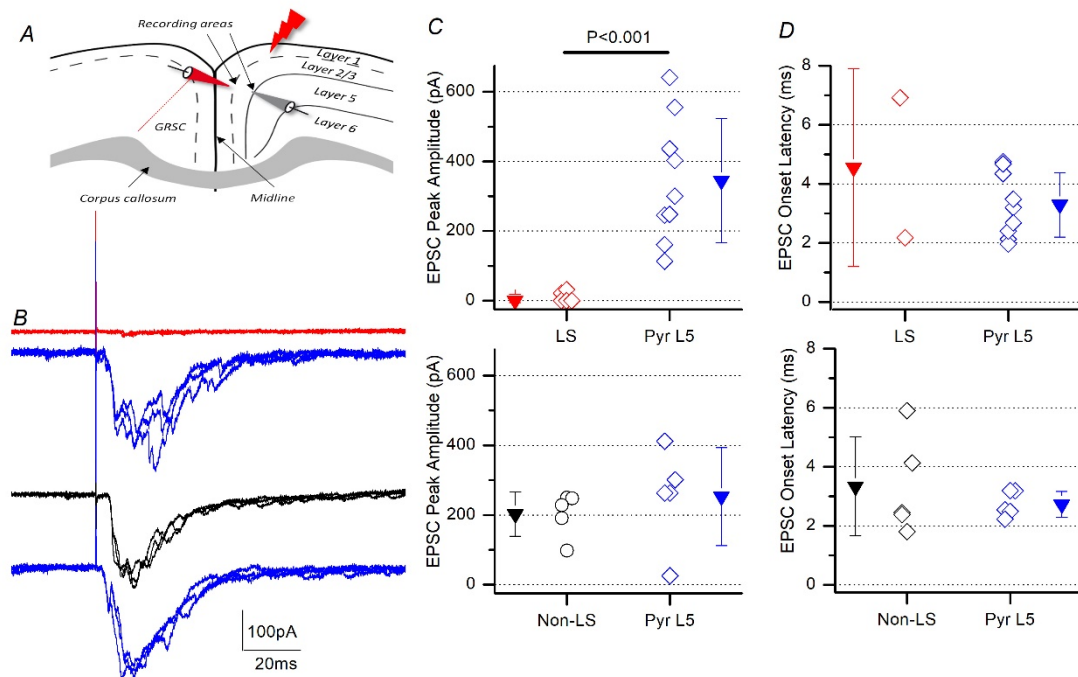 A
Recording areas
Layer 1
Layer 2/3
Layer 5
Layer 6
GRSC
Corpus callosum
Midline
B
100pA
20ms
C
P<0.001
EPSC Peak Amplitude (pA)
600
400
200
0
LS
Pyr L5
EPSC Peak Amplitude (pA)
600
400
200
0
Non-LS
Pyr L5
D
EPSC Onset Latency (ms)
8
6
4
2
0
LS
Pyr L5
EPSC Onset Latency (ms)
8
6
4
2
0
Non-LS
Pyr L5